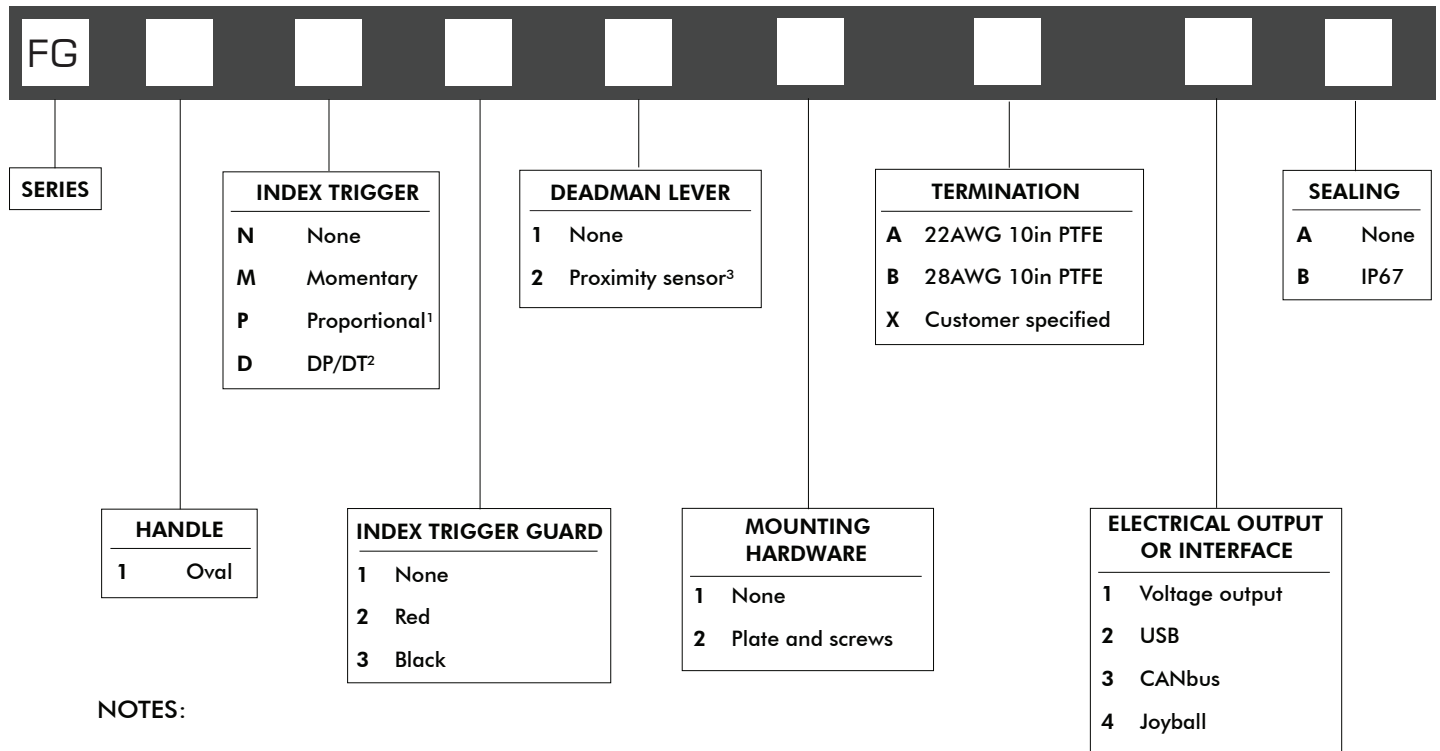 FG
SERIES
INDEX TRIGGER
N None
M Momentary
P Proportional¹
D DP/DT²
DEADMAN LEVER
1 None
2 Proximity sensor³
TERMINATION
A 22AWG 10in PTFE
B 28AWG 10in PTFE
X Customer specified
SEALING
A None
B IP67
HANDLE
1 Oval
INDEX TRIGGER GUARD
1 None
2 Red
3 Black
MOUNTING
HARDWARE
1 None
2 Plate and screws
ELECTRICAL OUTPUT
OR INTERFACE
1 Voltage output
2 USB
3 CANbus
4 Joyball
NOTES: